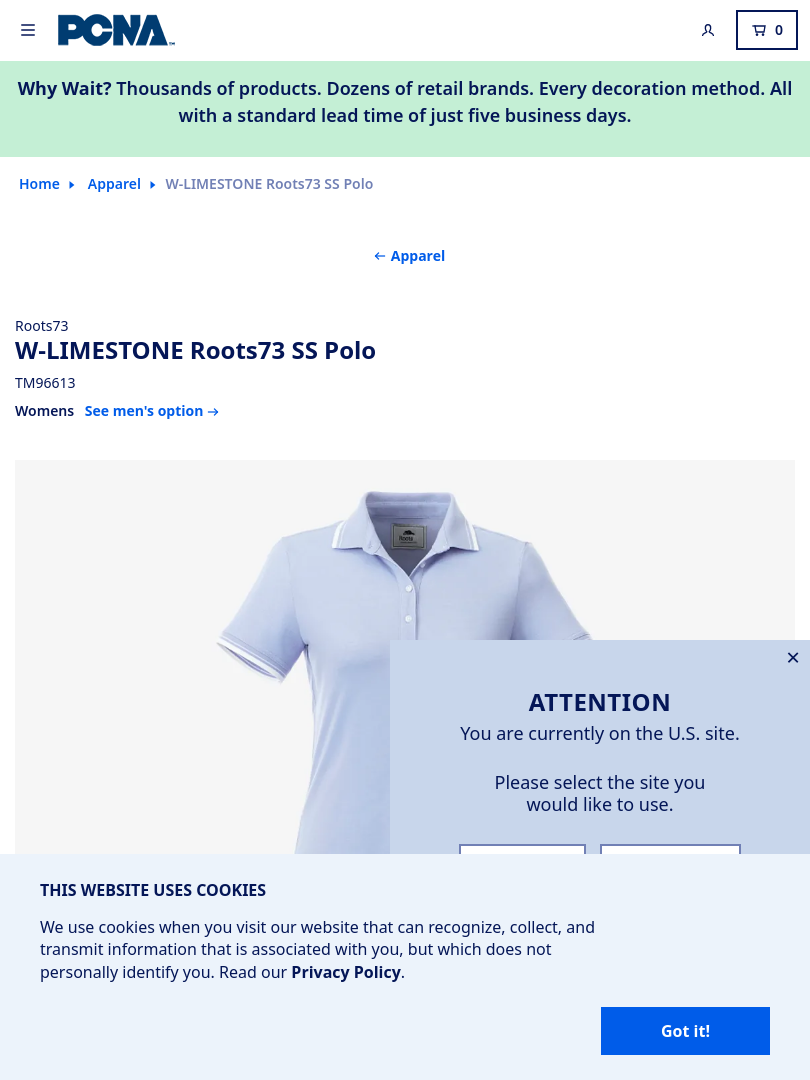 PCNA
0
Why Wait? Thousands of products. Dozens of retail brands. Every decoration method. All
with a standard lead time of just five business days.
Home
Apparel
W-LIMESTONE Roots73 SS Polo
← Apparel
Roots73
W-LIMESTONE Roots73 SS Polo
TM96613
Womens See men's option →
Roots
ATTENTION
You are currently on the U.S. site.
Please select the site you
would like to use.
THIS WEBSITE USES COOKIES
We use cookies when you visit our website that can recognize, collect, and
transmit information that is associated with you, but which does not
personally identify you. Read our Privacy Policy.
Got it!